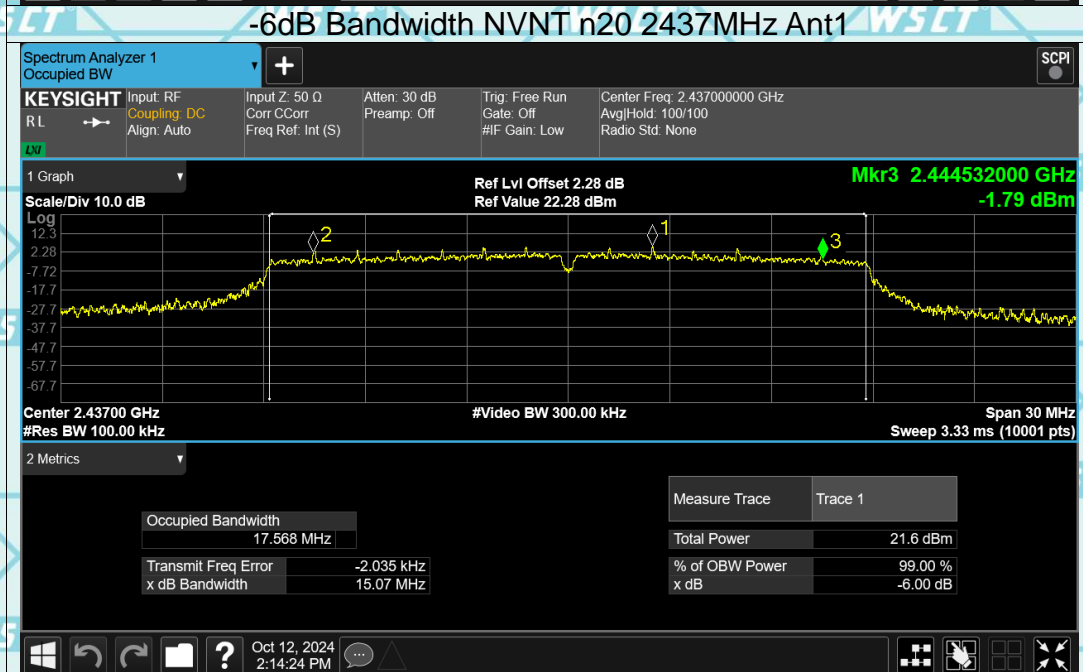 -6dB Bandwidth NVNT n20 2437MHz Ant1
Spectrum Analyzer 1
Occupied BW
+
SCPI
KEYSIGHT
R L
LXI
Input: RF
Coupling: DC
Align: Auto
Input Z: 50 Ω
Corr CCorr
Freq Ref: Int (S)
Atten: 30 dB
Preamp: Off
Trig: Free Run
Gate: Off
#IF Gain: Low
Center Freq: 2.437000000 GHz
Avg|Hold: 100/100
Radio Std: None
1 Graph
Scale/Div 10.0 dB
Ref Lvl Offset 2.28 dB
Ref Value 22.28 dBm
Mkr3 2.444532000 GHz
-1.79 dBm
Log
12.3
2.28
-7.72
-17.7
-27.7
-37.7
-47.7
-57.7
-67.7
2
1
3
Center 2.43700 GHz
#Video BW 300.00 kHz
Span 30 MHz
#Res BW 100.00 kHz
Sweep 3.33 ms (10001 pts)
2 Metrics
Occupied Bandwidth
17.568 MHz
Transmit Freq Error -2.035 kHz
x dB Bandwidth 15.07 MHz
Measure Trace Trace 1
Total Power 21.6 dBm
% of OBW Power 99.00 %
x dB -6.00 dB
?
Oct 12, 2024
2:14:24 PM
WSCT